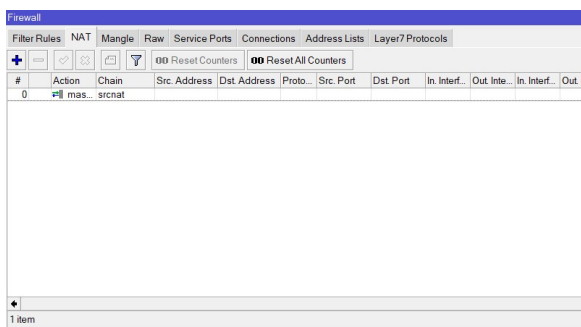 Firewall
Filter Rules NAT Mangle Raw Service Ports Connections Address Lists Layer7 Protocols
00 Reset Counters 00 Reset All Counters
# Action Chain Src. Address Dst. Address Proto... Src. Port Dst. Port In. Interf... Out. Inte... In. Interf... Out.
0 mas... srcnat
1 item